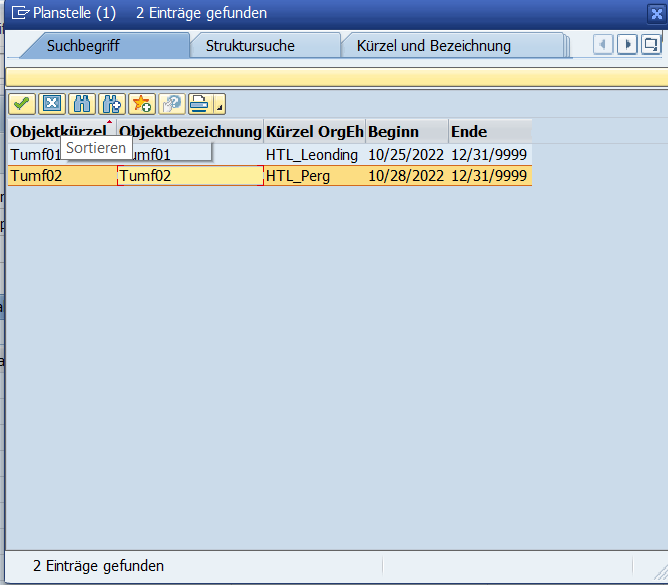 Planstelle (1) 2 Einträge gefunden
Suchbegriff Struktursuche Kürzel und Bezeichnung
Objektkürzel Objektbezeichnung Kürzel OrgEh Beginn Ende
Sortieren
Tumf01 Tumf01 HTL_Leonding 10/25/2022 12/31/9999
Tumf02 Tumf02 HTL_Perg 10/28/2022 12/31/9999
2 Einträge gefunden